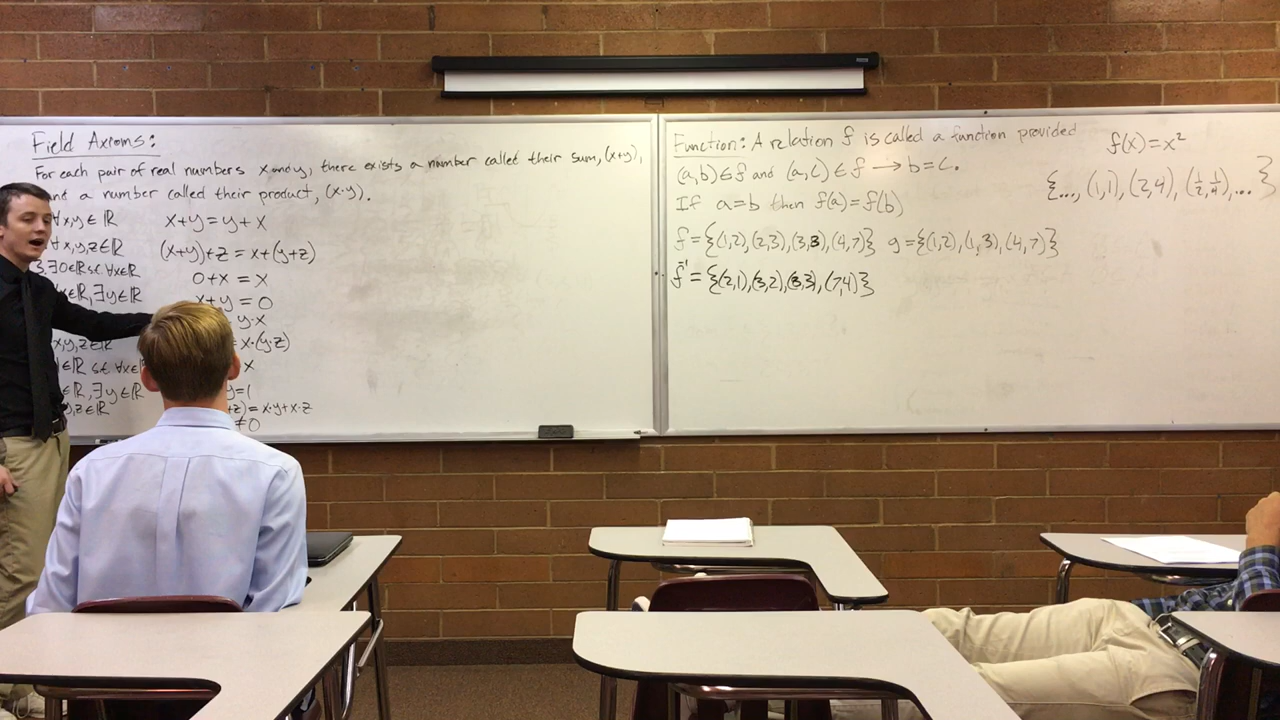 Field Axioms:
For each pair of real numbers x and y, there exists a number called their sum, (x+y),
and a number called their product, (x·y).
∀x,y∈ℝ x+y=y+x
∀x,y,z∈ℝ (x+y)+z=x+(y+z)
∃0∈ℝ s.t. ∀x∈ℝ 0+x=x
x∈ℝ,∃y∈ℝ x+y=0
y·x
x,y,z∈ℝ =x·(y·z)
∈ℝ s.t. ∀x∈ℝ x
∈ℝ,∃y∈ℝ y=1
y,z∈ℝ +z)=x·y+x·z
≠0
Function: A relation f is called a function provided
(a,b)∈f and (a,c)∈f →b=c.
If a=b then f(a)=f(b)
f={(1,2),(2,3),(3,3),(4,7)} g={(1,2),(1,3),(4,7)}
f⁻¹={(2,1),(3,2),(3,3),(7,4)}
f(x)=x²
{...,(1,1),(2,4),(1/2,1/4),...}